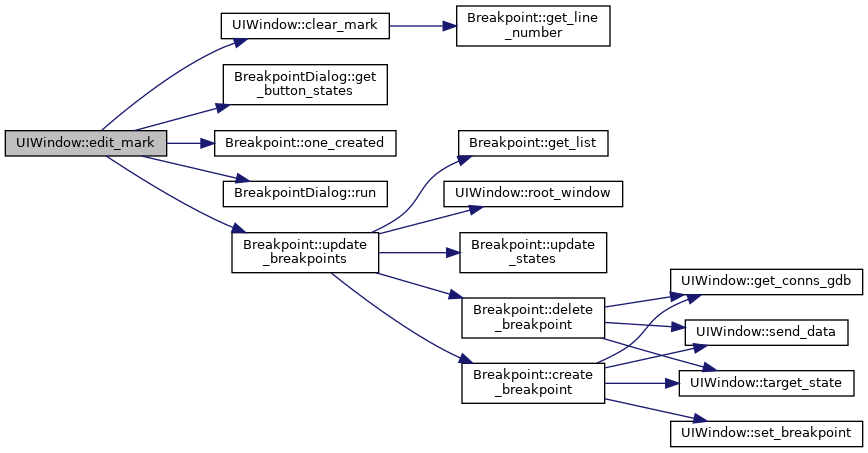 UIWindow::edit_mark
UIWindow::clear_mark
Breakpoint::get_line
_number
BreakpointDialog::get
_button_states
Breakpoint::one_created
BreakpointDialog::run
Breakpoint::update
_breakpoints
Breakpoint::get_list
UIWindow::root_window
Breakpoint::update
_states
Breakpoint::delete
_breakpoint
Breakpoint::create
_breakpoint
UIWindow::get_conns_gdb
UIWindow::send_data
UIWindow::target_state
UIWindow::set_breakpoint